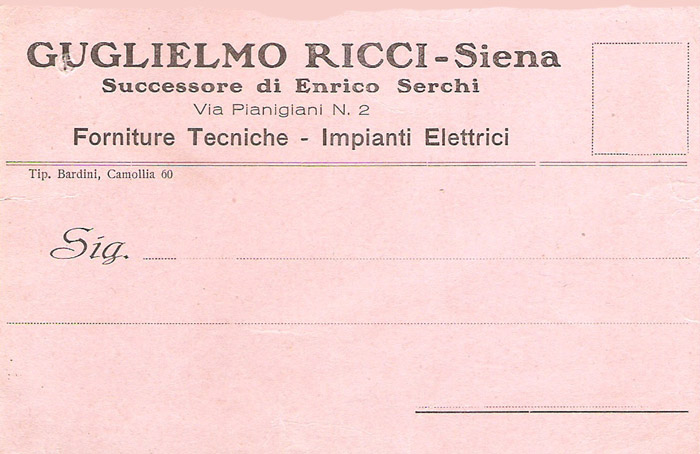 GUGLIELMO RICCI - Siena
Successore di Enrico Serchi
Via Pianigiani N. 2
Forniture Tecniche - Impianti Elettrici
Tip. Bardini, Camollia 60
Sig.